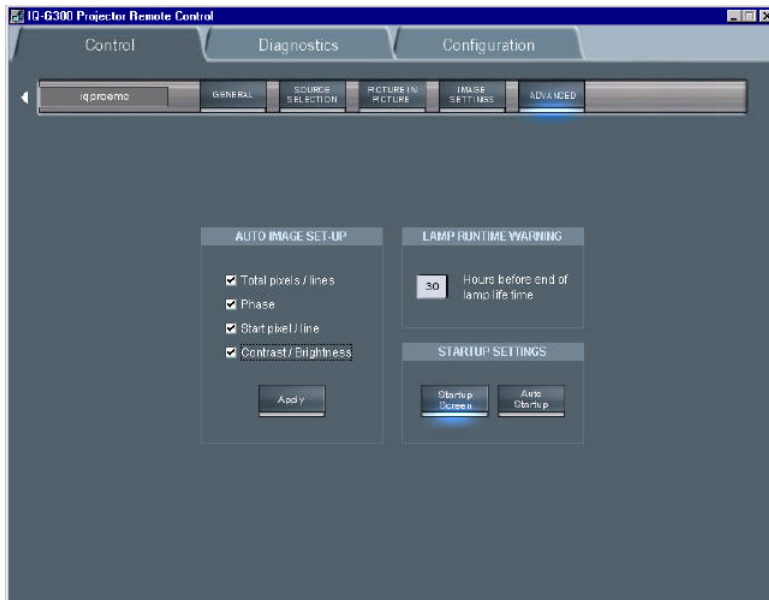 IQ-G300 Projector Remote Control
Control
Diagnostics
Configuration
iqproemc
GENERAL
SOURCE
SELECTION
PICTURE IN
PICTURE
IMAGE
SETTINGS
ADVANCED
AUTO IMAGE SET-UP
Total pixels / lines
Phase
Start pixel / line
Contrast / Brightness
Apply
LAMP RUNTIME WARNING
30
Hours before end of
lamp life time
STARTUP SETTINGS
Startup
Screen
Auto
Startup